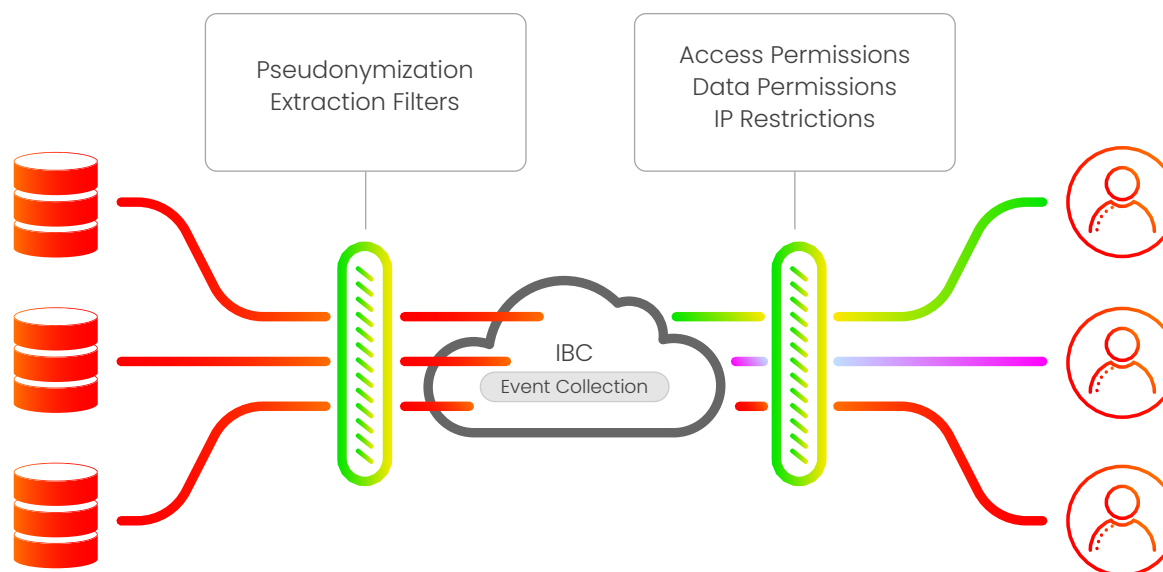 Pseudonymization
Extraction Filters
Access Permissions
Data Permissions
IP Restrictions
IBC
Event Collection